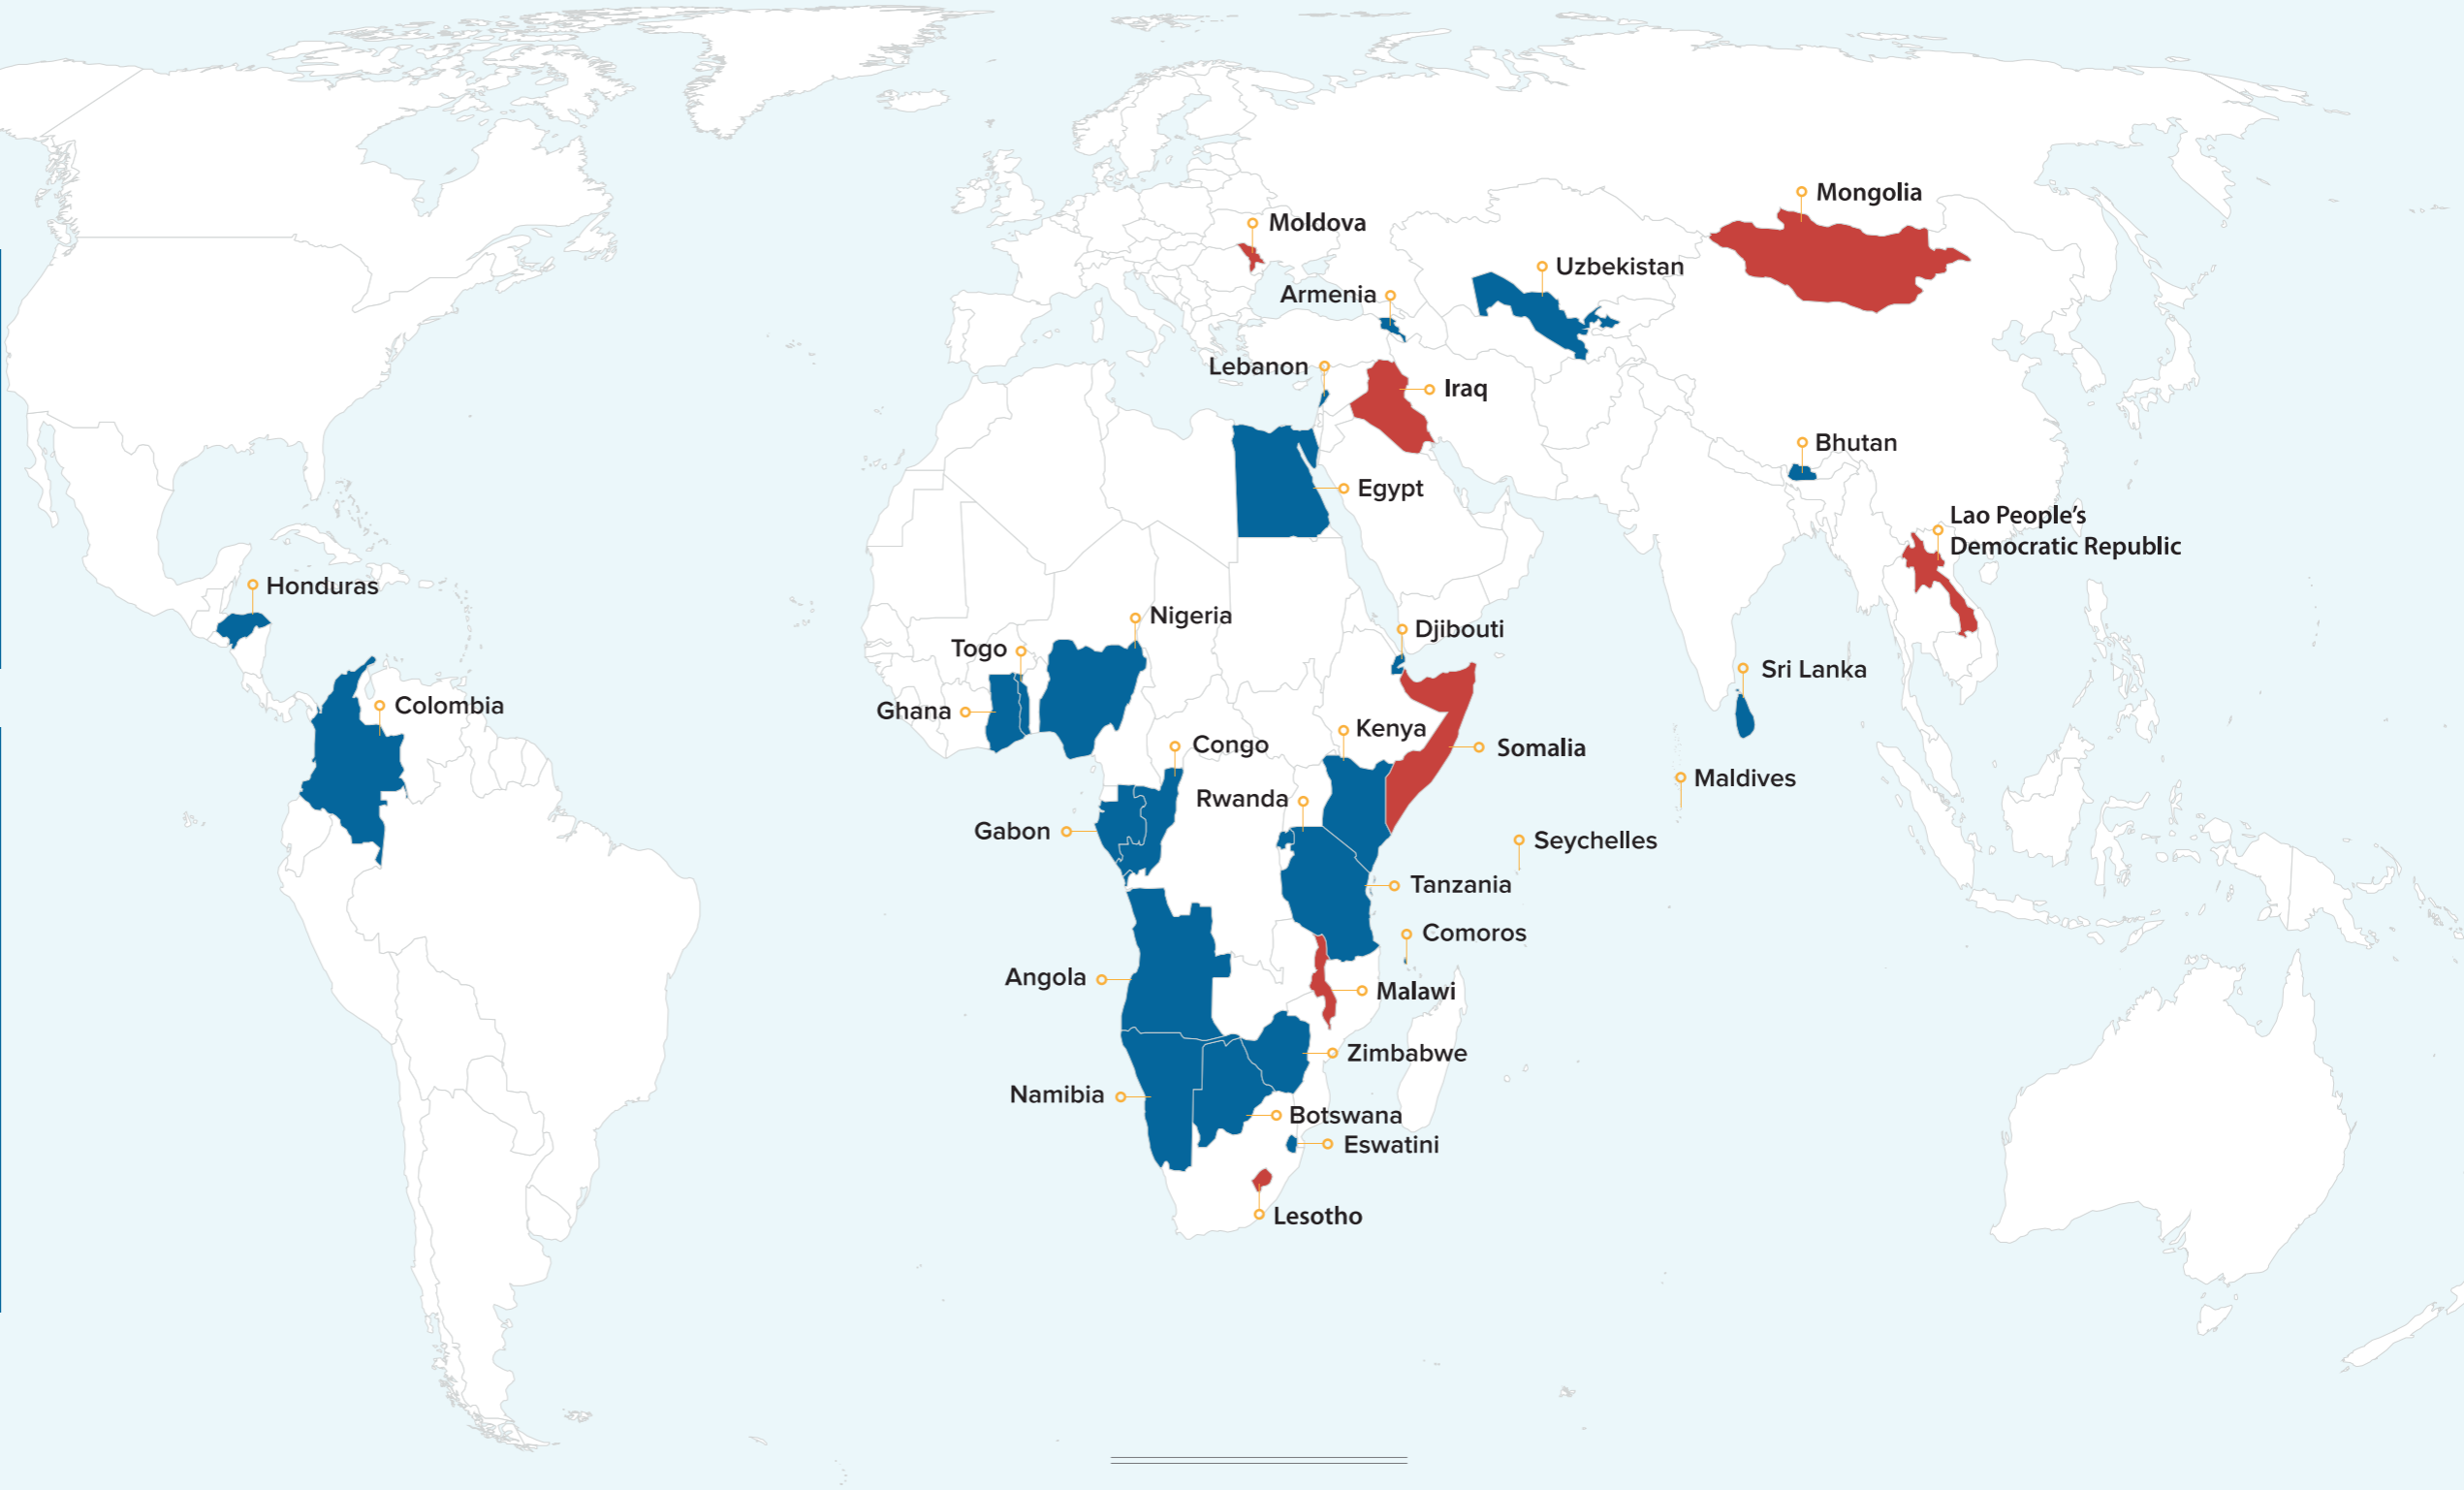 Mongolia
Moldova
Uzbekistan
Armenia
Lebanon
Iraq
Bhutan
Egypt
Lao People's
Democratic Republic
Honduras
Nigeria
Djibouti
Togo
Sri Lanka
Colombia
Ghana
Kenya
Congo
Somalia
Maldives
Rwanda
Gabon
Seychelles
Tanzania
Comoros
Angola
Malawi
Zimbabwe
Namibia
Botswana
Eswatini
Lesotho